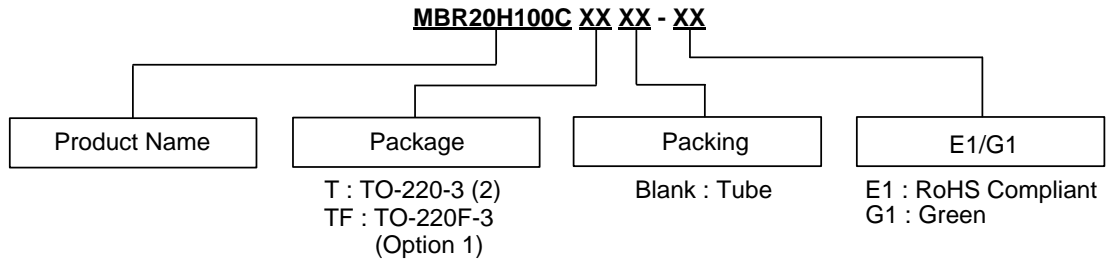 MBR20H100C XX XX - XX
Product Name
Package
Packing
E1/G1
T : TO-220-3 (2)
TF : TO-220F-3
(Option 1)
Blank : Tube
E1 : RoHS Compliant
G1 : Green